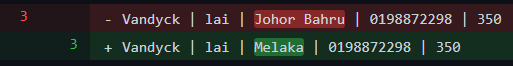 3 - Vandyck | lai | Johor Bahru | 0198872298 | 350
3 + Vandyck | lai | Melaka | 0198872298 | 350